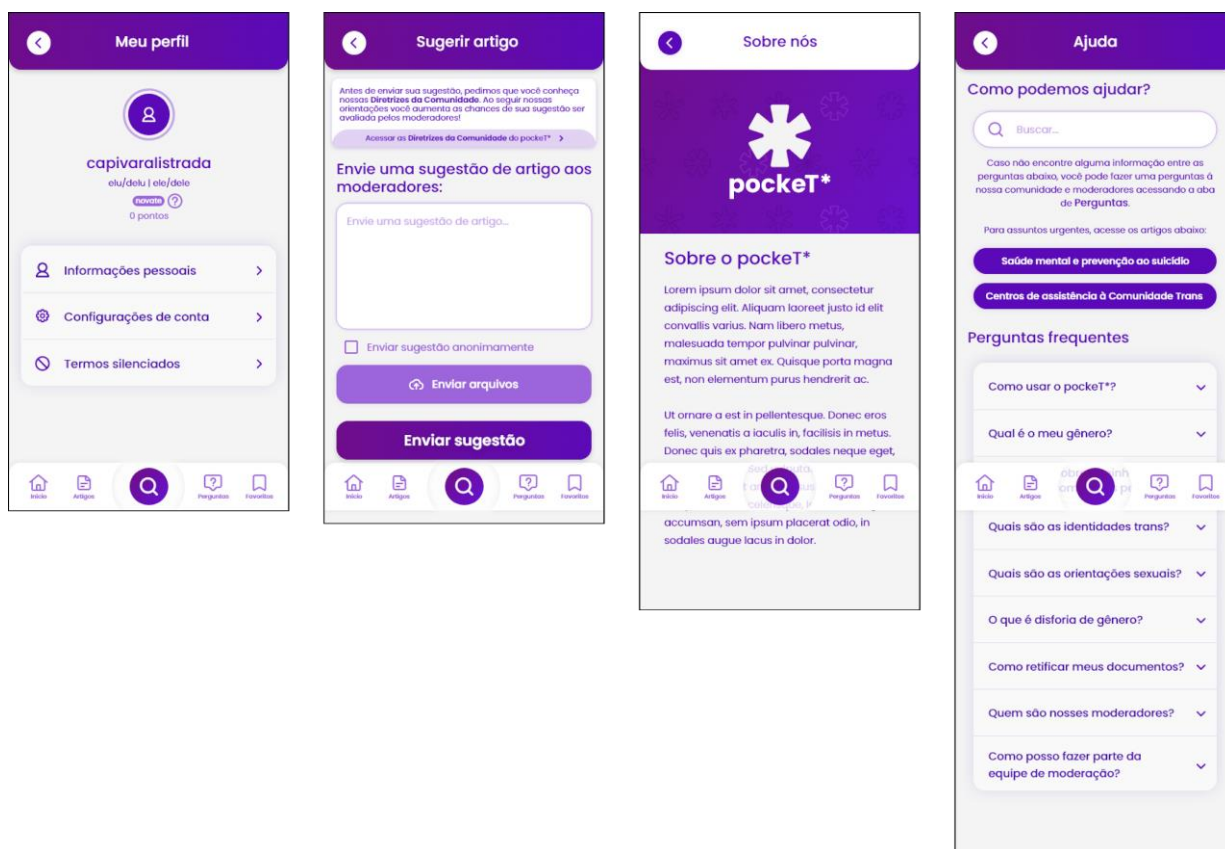 Meu perfil
capivaralistrada
elu/delu | ele/dele
novate ?
0 pontos
Informações pessoais
Configurações de conta
Termos silenciados
Início Artigos Perguntas Favoritos
Sugerir artigo
Antes de enviar sua sugestão, pedimos que você conheça
nossas Diretrizes da Comunidade. Ao seguir nossas
orientações você aumenta as chances de sua sugestão ser
avaliada pelos moderadores!
Acessar as Diretrizes da Comunidade do pockeT*
Envie uma sugestão de artigo aos
moderadores:
Envie uma sugestão de artigo...
Enviar sugestão anonimamente
Enviar arquivos
Enviar sugestão
Início Artigos Perguntas Favoritos
Sobre nós
pockeT*
Sobre o pockeT*
Lorem ipsum dolor sit amet, consectetur
adipiscing elit. Aliquam laoreet justo id elit
convallis varius. Nam libero metus,
malesuada tempor pulvinar pulvinar,
maximus sit amet ex. Quisque porta magna
est, non elementum purus hendrerit ac.
Ut ornare a est in pellentesque. Donec eros
felis, venenatis a iaculis in, facilisis in metus.
Donec quis ex pharetra, sodales neque eget,
Início Artigos Perguntas Favoritos
accumsan, sem ipsum placerat odio, in
sodales augue lacus in dolor.
Ajuda
Como podemos ajudar?
Buscar...
Caso não encontre alguma informação entre as
perguntas abaixo, você pode fazer uma perguntas á
nossa comunidade e moderadores acessando a aba
de Perguntas.
Para assuntos urgentes, acesse os artigos abaixo:
Saúde mental e prevenção ao suicídio
Centros de assistência à Comunidade Trans
Perguntas frequentes
Como usar o pockeT*?
Qual é o meu gênero?
Início Artigos Perguntas Favoritos
Quais são as identidades trans?
Quais são as orientações sexuais?
O que é disforia de gênero?
Como retificar meus documentos?
Quem são nosses moderadores?
Como posso fazer parte da
equipe de moderação?